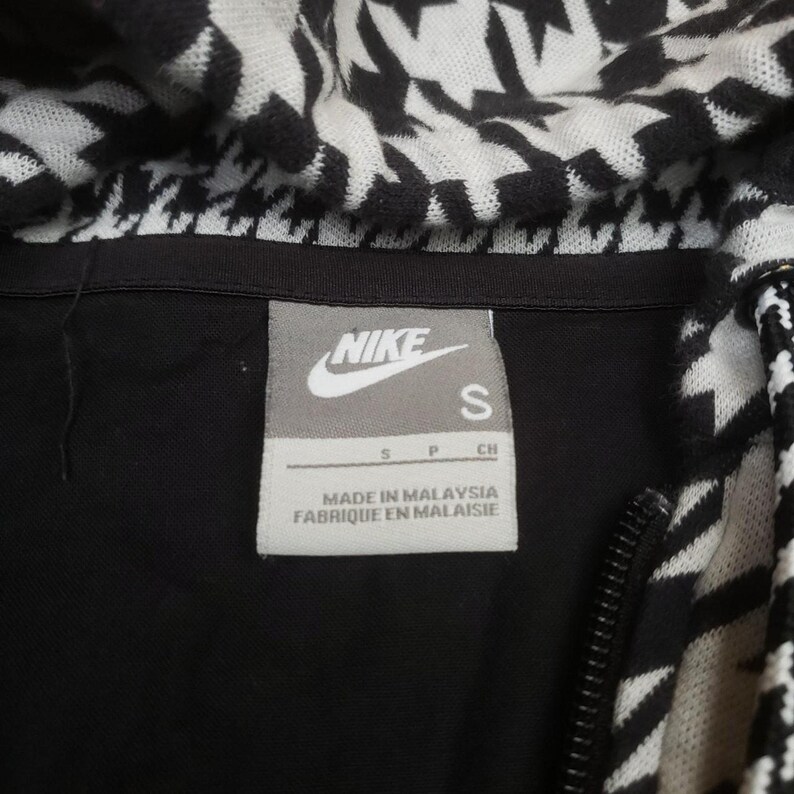 NIKE
S
S P CH
MADE IN MALAYSIA
FABRIQUE EN MALAISIE